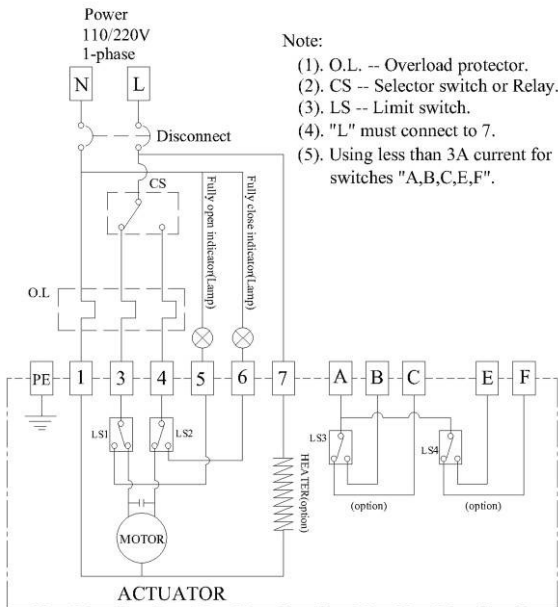 Power
110/220V
1-phase
N
L
Disconnect
CS
Fully open indicator(Lamp)
Fully close indicator(Lamp)
O.L
Note:
(1). O.L. -- Overload protector.
(2). CS -- Selector switch or Relay.
(3). LS -- Limit switch.
(4). "L" must connect to 7.
(5). Using less than 3A current for
switches "A,B,C,E,F".
PE
1
3
4
5
6
7
A
B
C
E
F
LS1
LS2
LS3
LS4
HEATER(option)
(option)
(option)
MOTOR
ACTUATOR